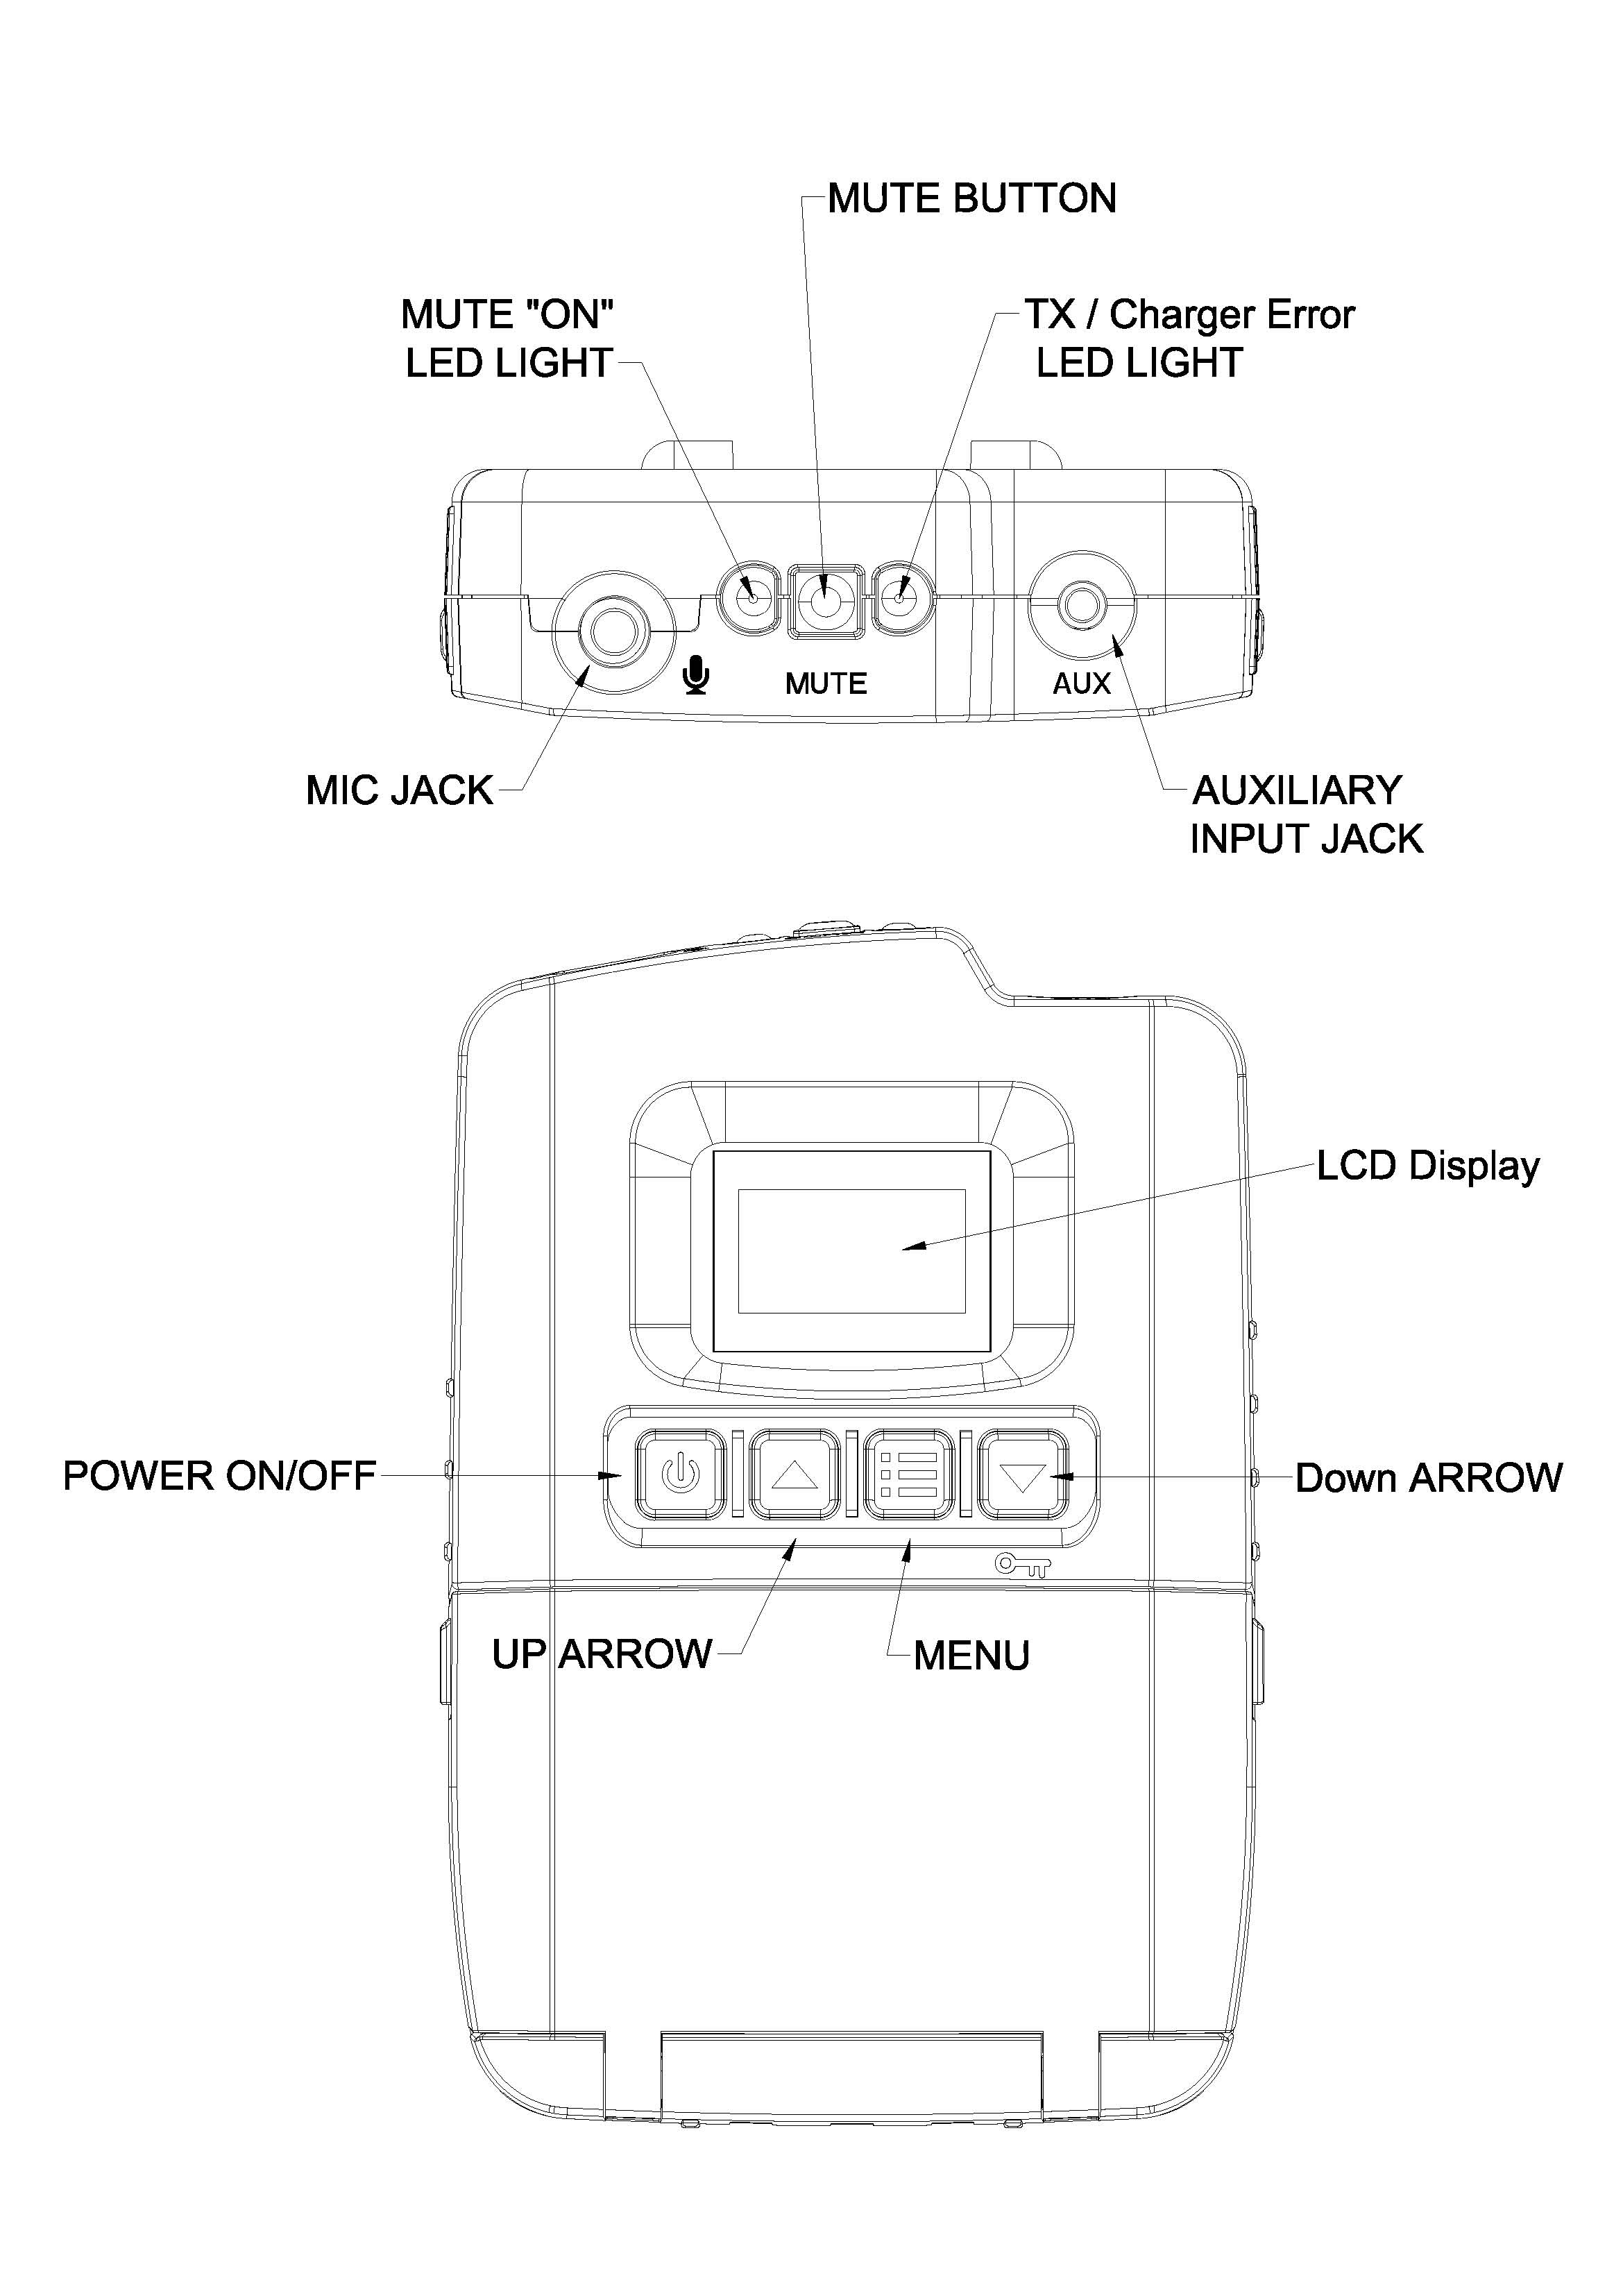 MUTE BUTTON
MUTE "ON"
LED LIGHT
TX / Charger Error
LED LIGHT
MUTE
AUX
MIC JACK
AUXILIARY
INPUT JACK
LCD Display
POWER ON/OFF
Down ARROW
UP ARROW
MENU